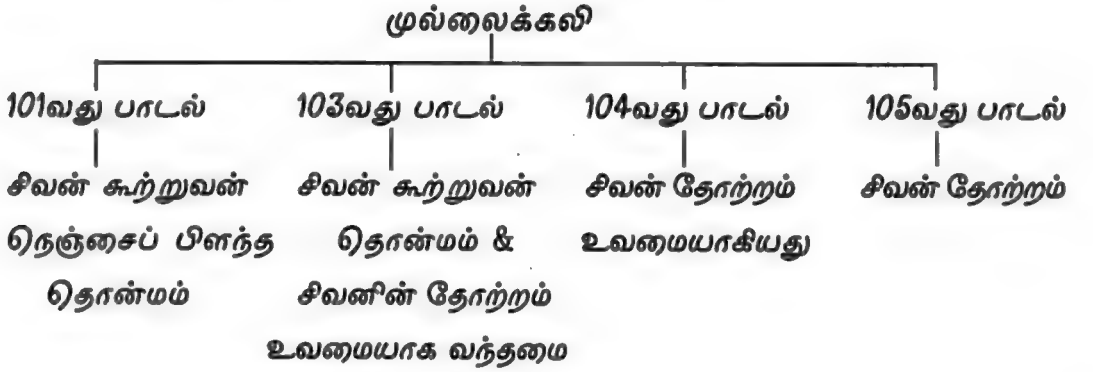 முல்லைக்கலி
101வது பாடல் 103வது பாடல் 104வது பாடல் 105வது பாடல்
சிவன் கூற்றுவன் சிவன் கூற்றுவன் சிவன் தோற்றம் சிவன் தோற்றம்
நெஞ்சைப் பிளந்த தொன்மம் & உவமையாகியது
தொன்மம் சிவனின் தோற்றம்
உவமையாக வந்தமை